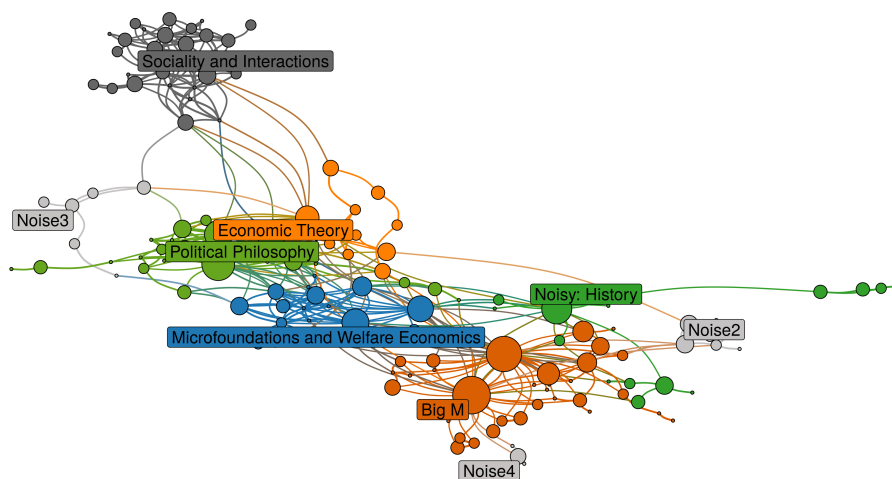 Sociality and Interactions
Noise3
Economic Theory
Political Philosophy
Noisy: History
Noise2
Microfoundations and Welfare Economics
Big M
Noise4